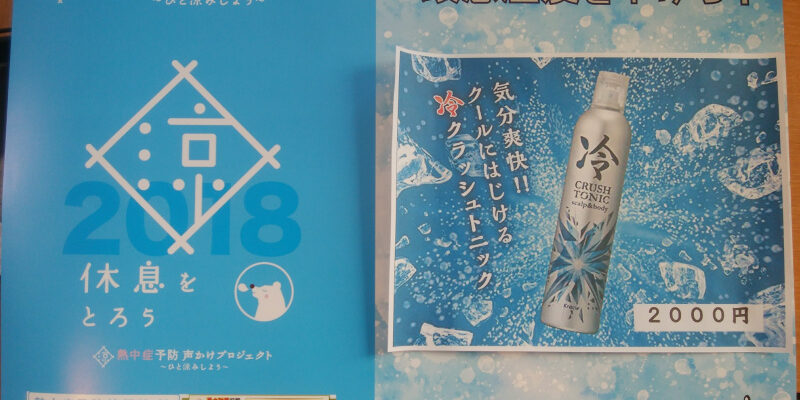 ～ひと涼みしよう～
涼
2018
休息を
とろう
熱中症予防 声かけプロジェクト
～ひと涼みしよう～
気分爽快!!
クールにはじける
冷クラッシュトニック
冷
CRUSH
TONIC
scalp&body
2000円